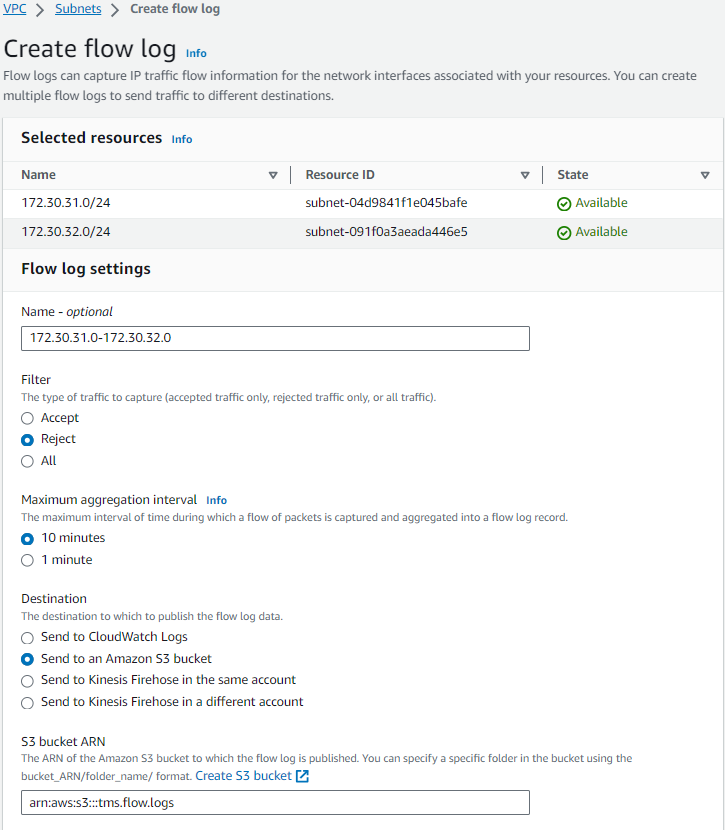 VPC > Subnets > Create flow log
Create flow log Info
Flow logs can capture IP traffic flow information for the network interfaces associated with your resources. You can create
multiple flow logs to send traffic to different destinations.
Selected resources Info
Name Resource ID State
172.30.31.0/24 subnet-04d9841f1e045bafe Available
172.30.32.0/24 subnet-091f0a3aeada446e5 Available
Flow log settings
Name - optional
172.30.31.0-172.30.32.0
Filter
The type of traffic to capture (accepted traffic only, rejected traffic only, or all traffic).
Accept
Reject
All
Maximum aggregation interval Info
The maximum interval of time during which a flow of packets is captured and aggregated into a flow log record.
10 minutes
1 minute
Destination
The destination to which to publish the flow log data.
Send to CloudWatch Logs
Send to an Amazon S3 bucket
Send to Kinesis Firehose in the same account
Send to Kinesis Firehose in a different account
S3 bucket ARN
The ARN of the Amazon S3 bucket to which the flow log is published. You can specify a specific folder in the bucket using the
bucket_ARN/folder_name/ format. Create S3 bucket
arn:aws:s3:::tms.flow.logs